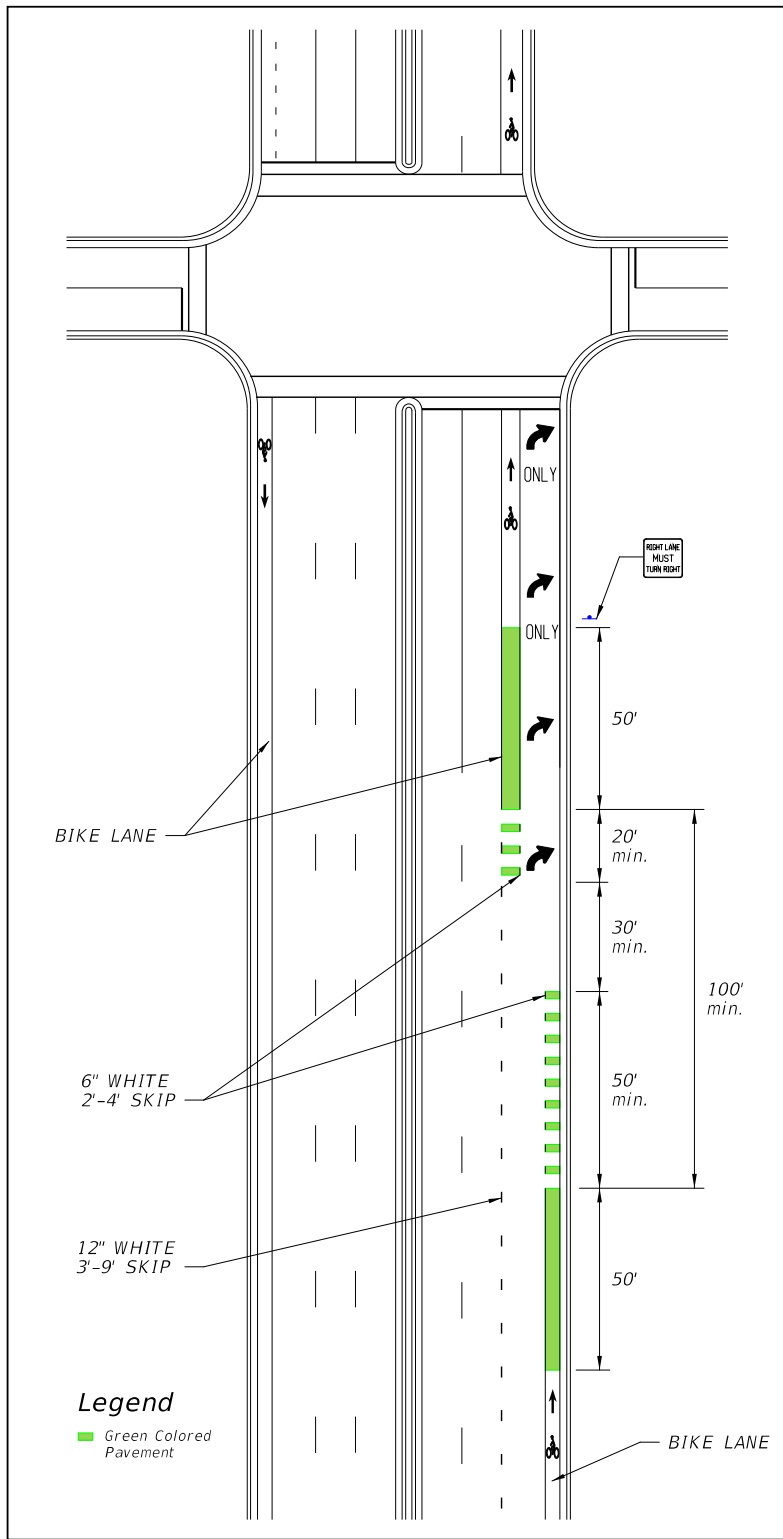 ONLY
RIGHT LANE
MUST
TURN RIGHT
ONLY
50'
BIKE LANE
20'
min.
30'
min.
100'
min.
6" WHITE
2'-4' SKIP
50'
min.
12" WHITE
3'-9' SKIP
50'
Legend
Green Colored
Pavement
BIKE LANE